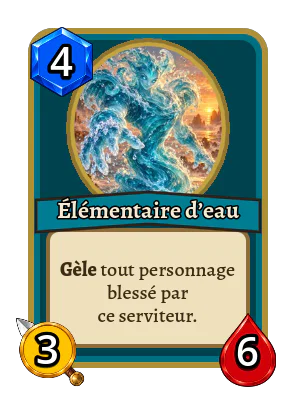 4
Élémentaire d'eau
Gèle tout personnage
blessé par
ce serviteur.
3
6